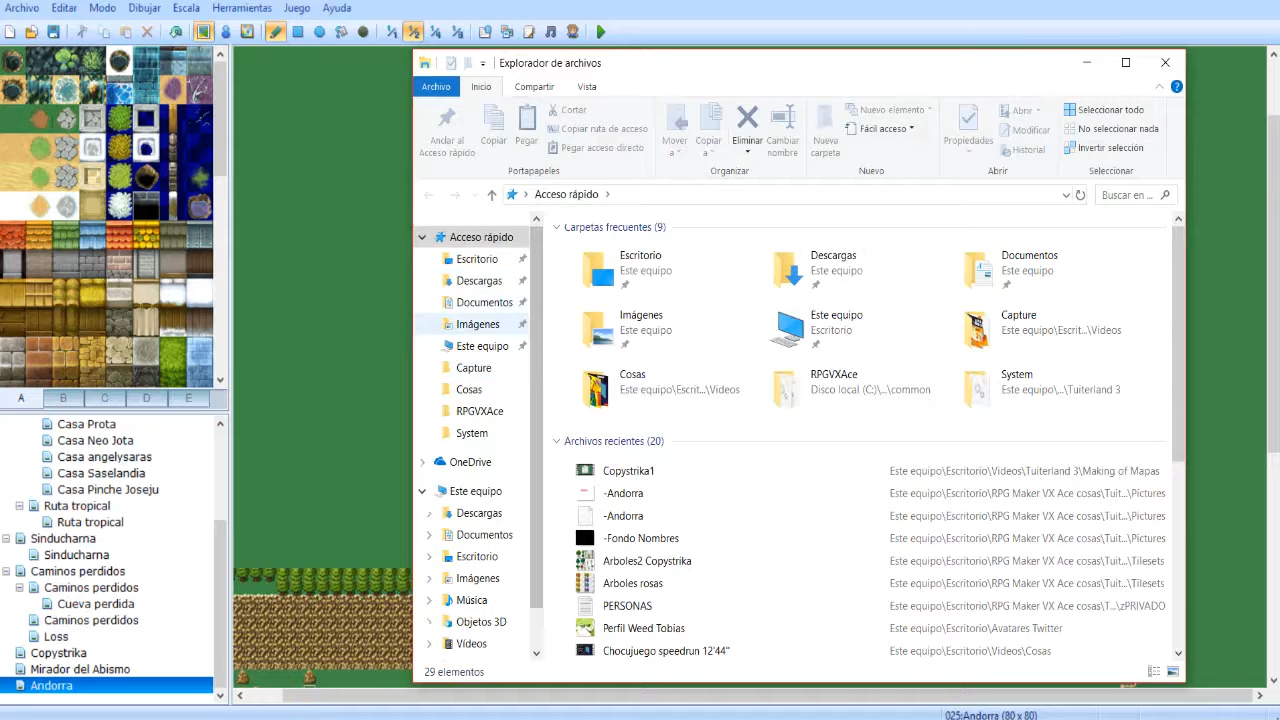 Archivo Editar Modo Dibujar Escala Herramientas Juego Ayuda
Explorador de archivos
Archivo Inicio Compartir Vista
Anclar al Acceso rápido
Copiar
Pegar
Cortar
Copiar ruta de acceso
Pegar acceso directo
Mover a
Copiar a
Eliminar
Cambiar nombre
Nueva carpeta
Nuevo elemento
Fácil acceso
Propiedades
Abrir
Modificar
Historial
Seleccionar todo
No seleccionar nada
Invertir selección
Portapapeles Organizar Nuevo Abrir Seleccionar
Acceso rápido
Buscar en ...
Acceso rápido
Escritorio
Descargas
Documentos
Imágenes
Este equipo
Capture
Cosas
RPGVXAce
System
OneDrive
Este equipo
Descargas
Documentos
Escritorio
Imágenes
Música
Objetos 3D
Vídeos
Carpetas frecuentes (9)
Escritorio
Este equipo
Descargas
Este equipo
Documentos
Este equipo
Imágenes
Este equipo
Este equipo
Escritorio
Capture
Este equipo\Escrit...\Videos
Cosas
Este equipo\Escrit...\Videos
RPGVXAce
Disco local (C:)\...\common
System
Este equipo\...\Tuiterland 3
Archivos recientes (20)
Copystrika1 Este equipo\Escritorio\Videos\Tuiterland 3\Making of Mapas
-Andorra Este equipo\Escritorio\RPG Maker VX Ace cosas\Tuit...\Pictures
-Andorra Este equipo\Escritorio\RPG Maker VX Ace cosas\Tuit...\Pictures
-Fondo Nombres Este equipo\Escritorio\RPG Maker VX Ace cosas\Tuit...\Pictures
Arboles2 Copystrika Este equipo\Escritorio\RPG Maker VX Ace cosas\Tuit...\Tilesets
Arboles rosas Este equipo\Escritorio\RPG Maker VX Ace cosas\Tuit...\Tilesets
PERSONAS Este equipo\Escritorio\RPG Maker VX Ace cosas\T...\zPRIVADO
Perfil Weed Tobias Este equipo\Escritorio\Avatares Twitter
Chocujuego speedrun 12'44" Este equipo\Escritorio\Videos\Cosas
29 elementos
A B C D E
Casa Prota
Casa Neo Jota
Casa angelysaras
Casa Saselandia
Casa Pinche Joseju
Ruta tropical
Ruta tropical
Sinducharna
Sinducharna
Caminos perdidos
Caminos perdidos
Cueva perdida
Caminos perdidos
Loss
Copystrika
Mirador del Abismo
Andorra
025:Andorra (80 x 80)